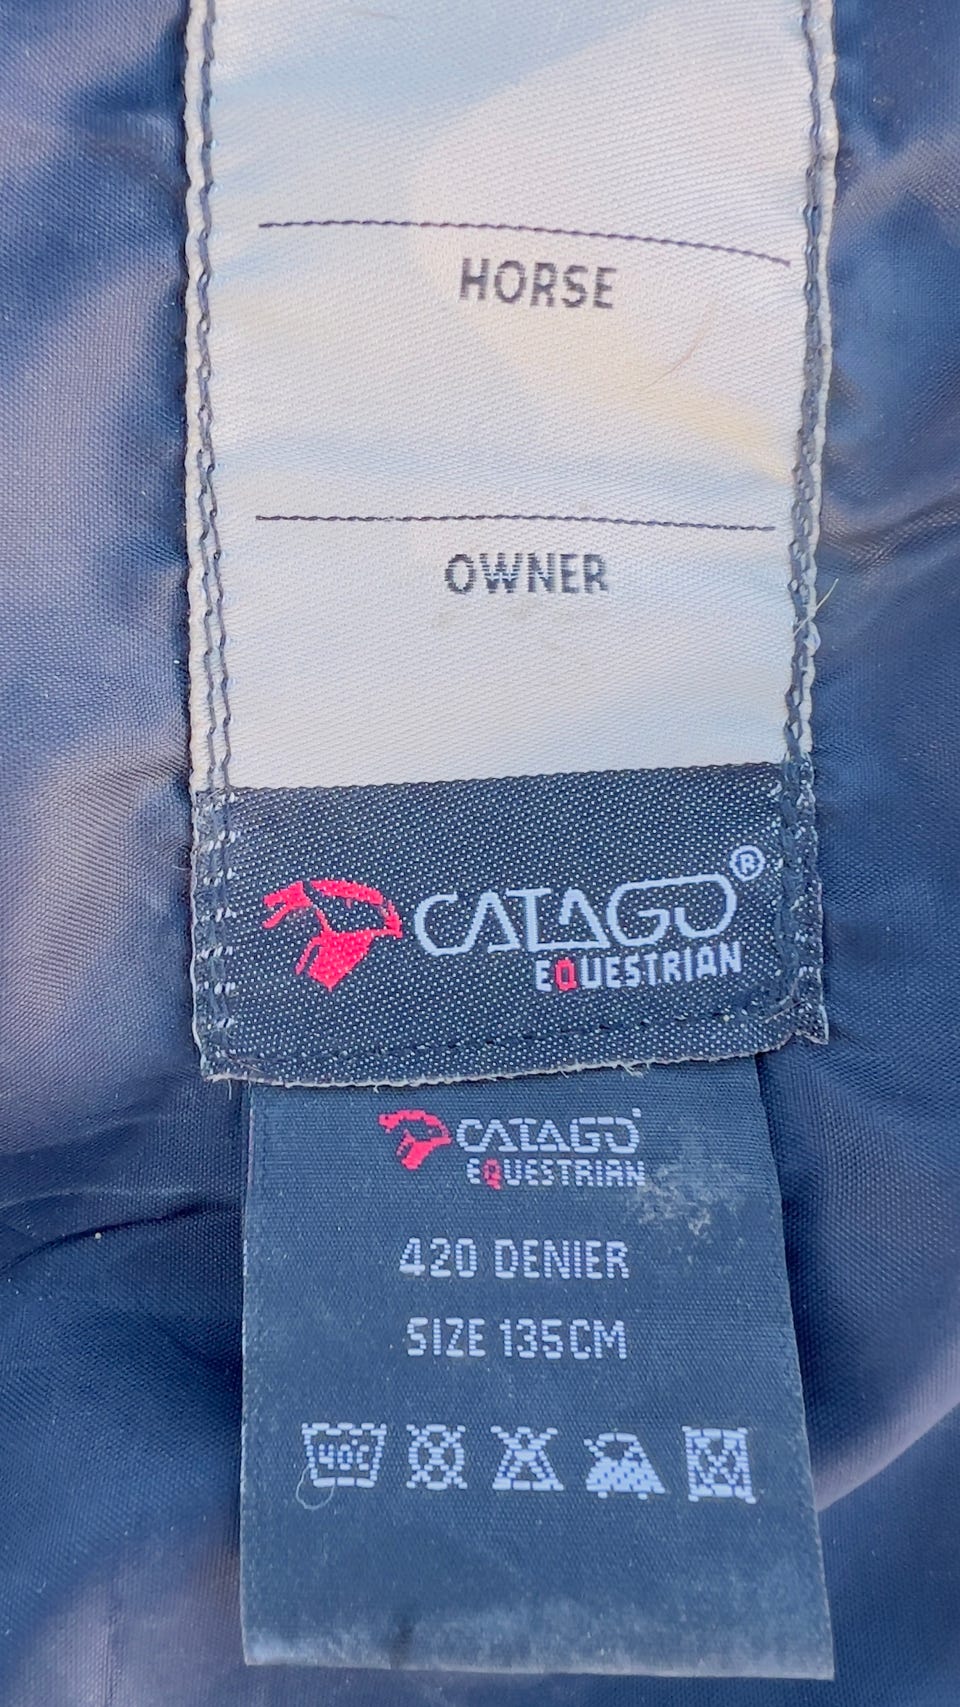 HORSE
OWNER
CATAGO®
EQUESTRIAN
CATAGO
EQUESTRIAN
420 DENIER
SIZE 135CM
40°C